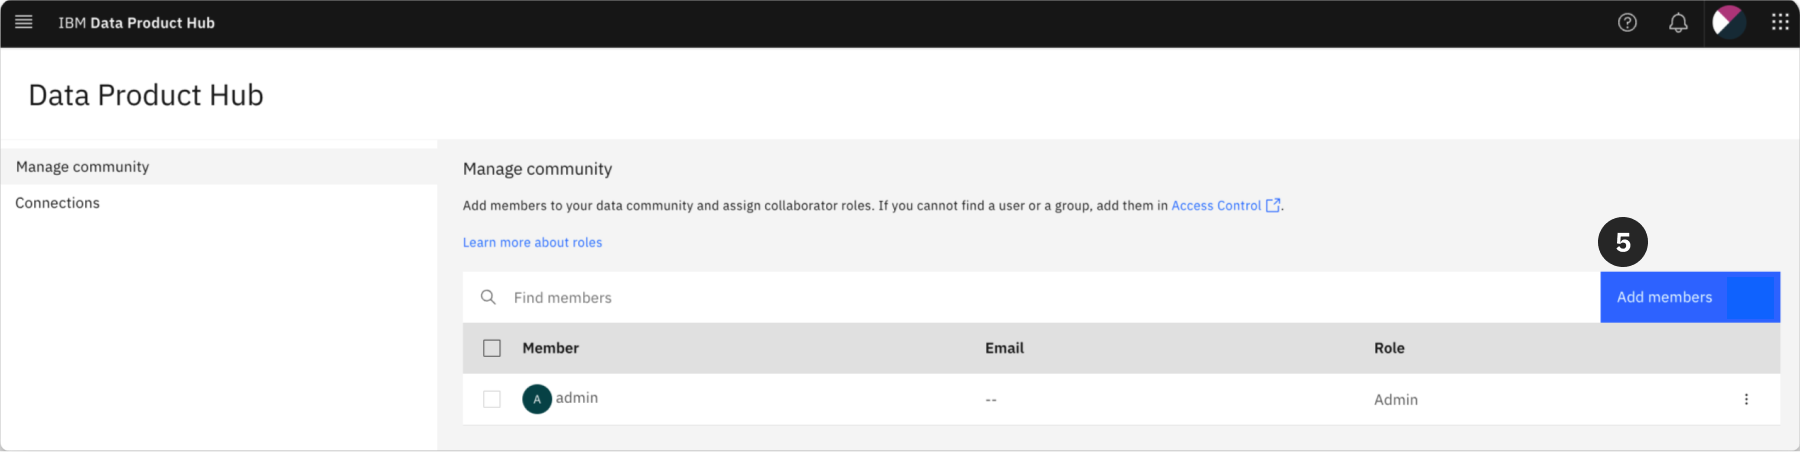 IBM Data Product Hub
Data Product Hub
Manage community
Connections
Manage community
Add members to your data community and assign collaborator roles. If you cannot find a user or a group, add them in Access Control.
Learn more about roles
5
Find members
Add members
Member Email Role
A admin -- Admin